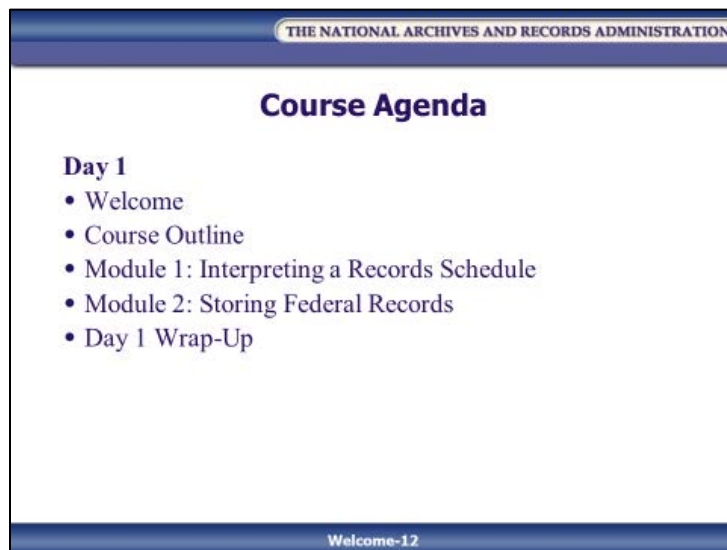 THE NATIONAL ARCHIVES AND RECORDS ADMINISTRATION
Course Agenda
Day 1
• Welcome
• Course Outline
• Module 1: Interpreting a Records Schedule
• Module 2: Storing Federal Records
• Day 1 Wrap-Up
Welcome-12